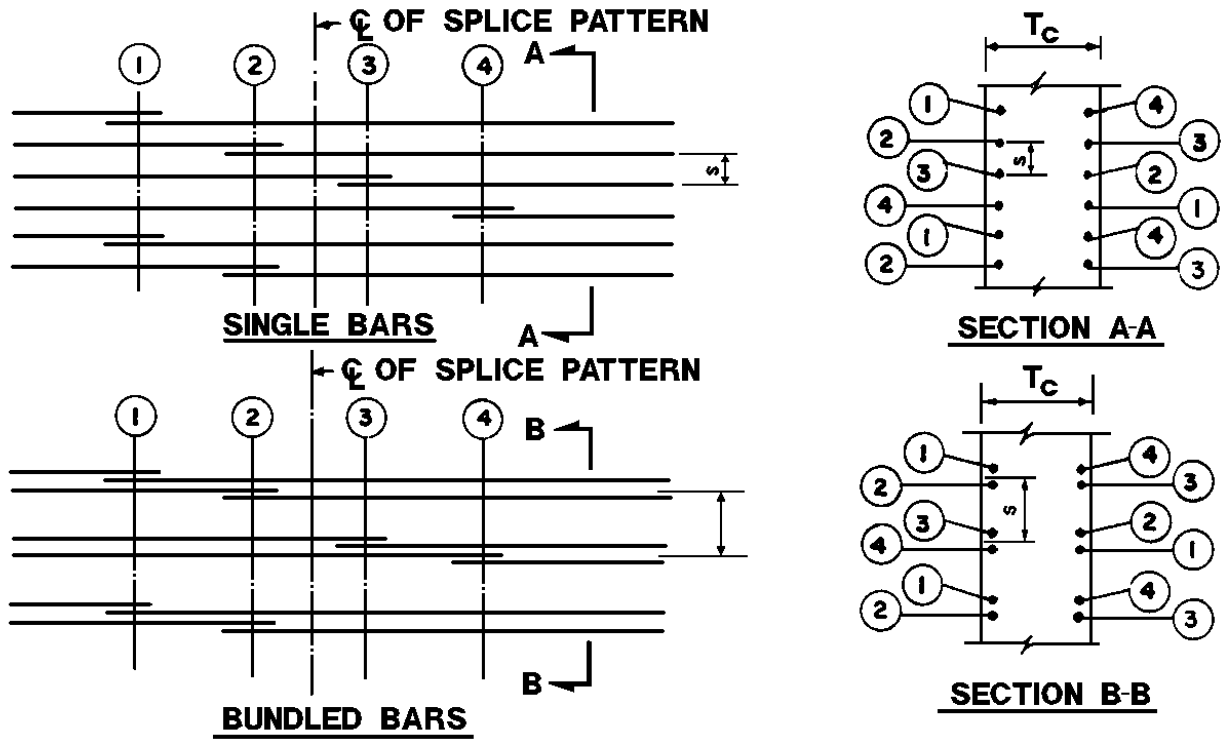 ℄ OF SPLICE PATTERN
A
1 2 3 4
s
SINGLE BARS
A
Tc
1 4
2 3
s
3 2
4 1
1 4
2 3
SECTION A-A
℄ OF SPLICE PATTERN
1 2 3 4
B
B
BUNDLED BARS
Tc
1 4
2 3
s
3 2
4 1
1 4
2 3
SECTION B-B